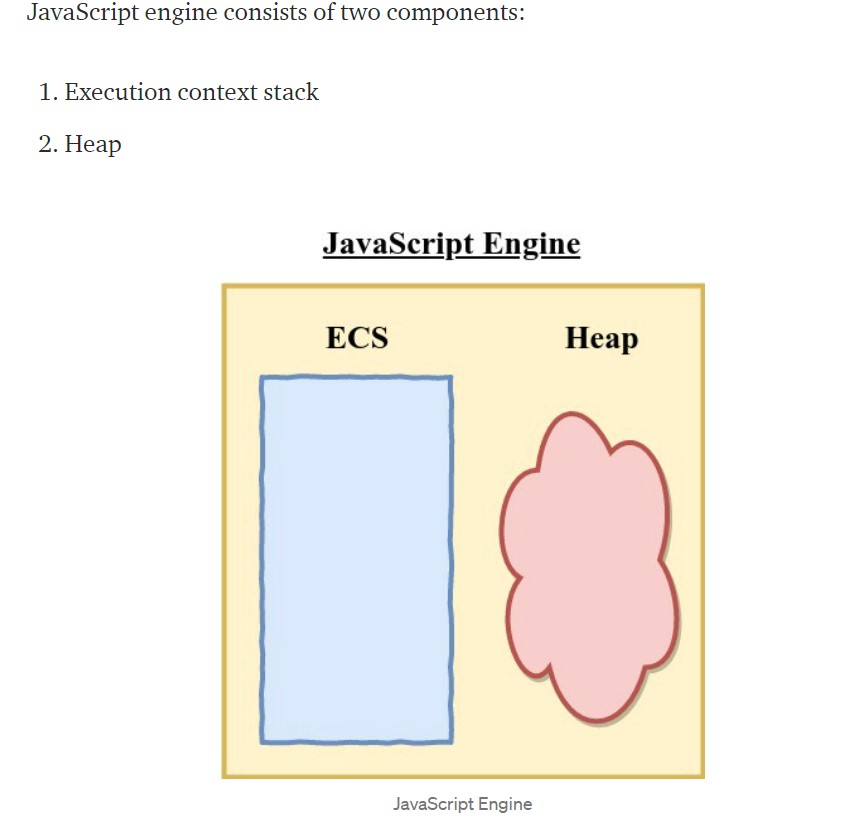 JavaScript engine consists of two components:
1. Execution context stack
2. Heap
JavaScript Engine
ECS Heap
JavaScript Engine